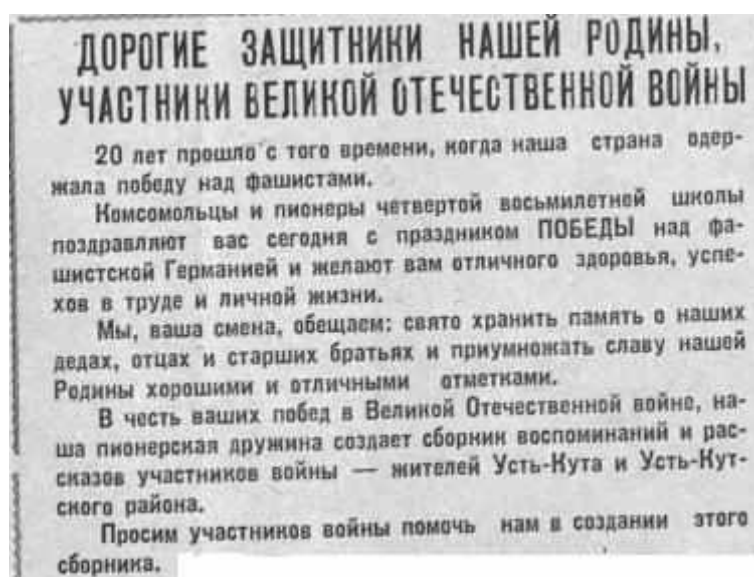 ДОРОГИЕ ЗАЩИТНИКИ НАШЕЙ РОДИНЫ,
УЧАСТНИКИ ВЕЛИКОЙ ОТЕЧЕСТВЕННОЙ ВОЙНЫ
20 лет прошло с того времени, когда наша страна одер-
жала победу над фашистами.
Комсомольцы и пионеры четвертой восьмилетней школы
поздравляют вас сегодня с праздником ПОБЕДЫ над фа-
шистской Германией и желают вам отличного здоровья, успе-
хов в труде и личной жизни.
Мы, ваша смена, обещаем: свято хранить память о наших
дедах, отцах и старших братьях и приумножать славу нашей
Родины хорошими и отличными отметками.
В честь ваших побед в Великой Отечественной войне, на-
ша пионерская дружина создает сборник воспоминаний и рас-
сказов участников войны — жителей Усть-Кута и Усть-Кут-
ского района.
Просим участников войны помочь нам в создании этого
сборника.